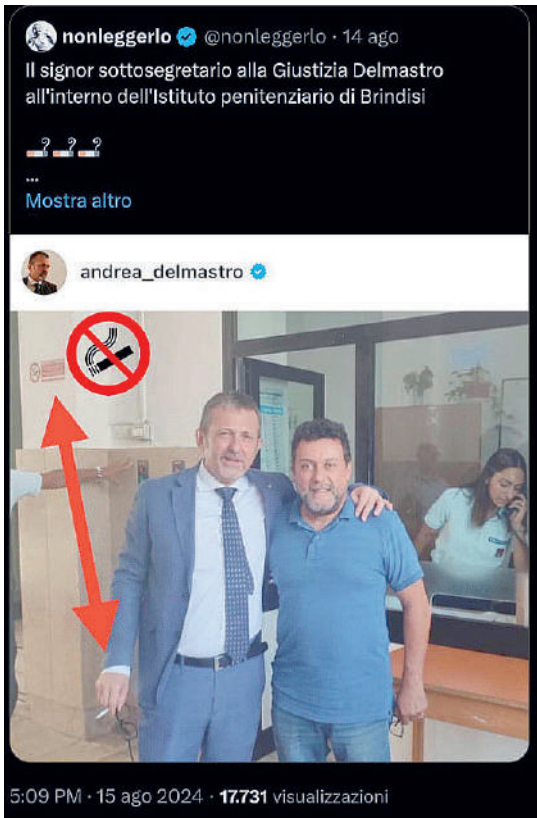 nonleggerlo @nonleggerlo · 14 ago
Il signor sottosegretario alla Giustizia Delmastro
all'interno dell'Istituto penitenziario di Brindisi
...
Mostra altro
andrea_delmastro
5:09 PM · 15 ago 2024 · 17.731 visualizzazioni